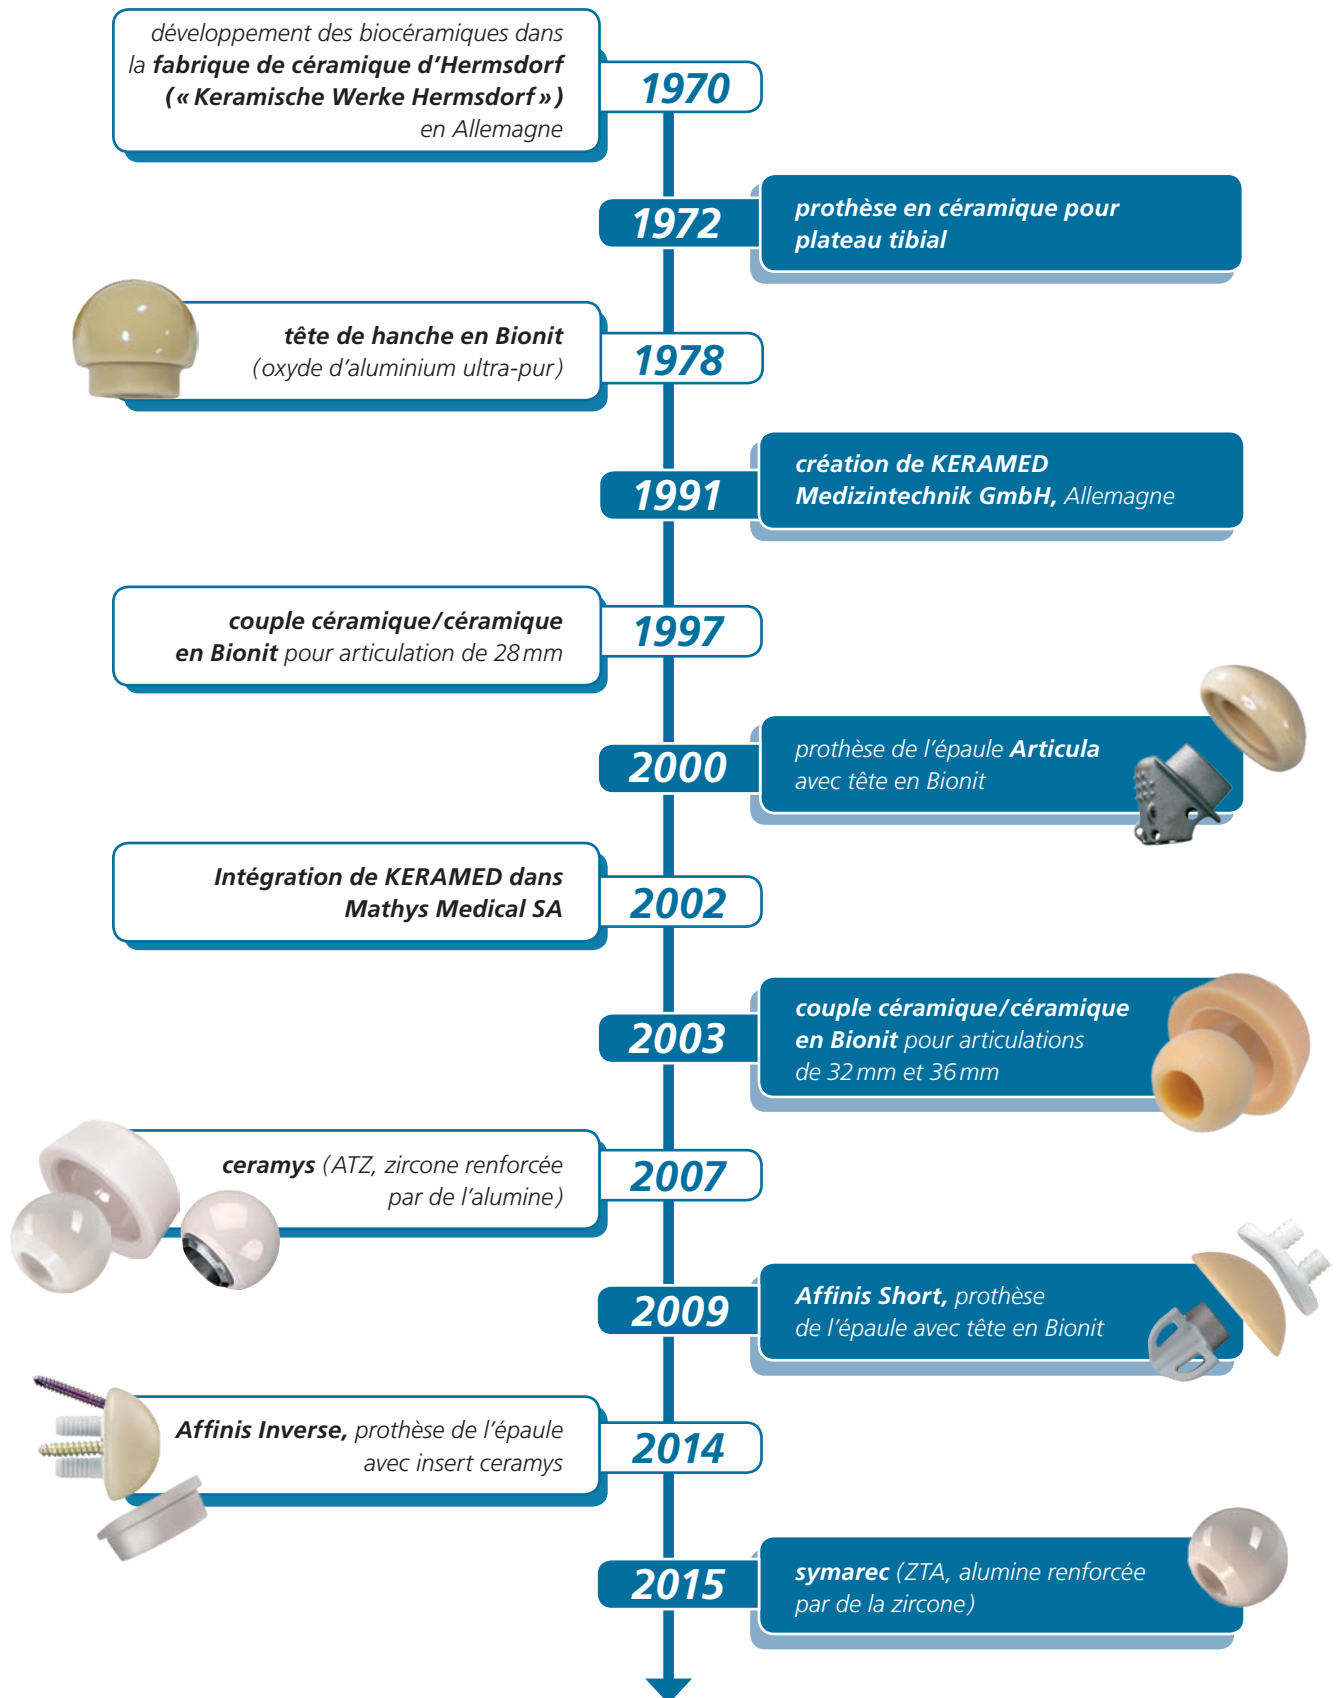 développement des biocéramiques dans
la fabrique de céramique d’Hermsdorf
(« Keramische Werke Hermsdorf »)
en Allemagne
1970
1972
prothèse en céramique pour
plateau tibial
tête de hanche en Bionit
(oxyde d’aluminium ultra-pur)
1978
1991
création de KERAMED
Medizintechnik GmbH, Allemagne
couple céramique/céramique
en Bionit pour articulation de 28 mm
1997
2000
prothèse de l’épaule Articula
avec tête en Bionit
Intégration de KERAMED dans
Mathys Medical SA
2002
2003
couple céramique/céramique
en Bionit pour articulations
de 32 mm et 36 mm
ceramys (ATZ, zircone renforcée
par de l’alumine)
2007
2009
Affinis Short, prothèse
de l’épaule avec tête en Bionit
Affinis Inverse, prothèse de l’épaule
avec insert ceramys
2014
2015
symarec (ZTA, alumine renforcée
par de la zircone)